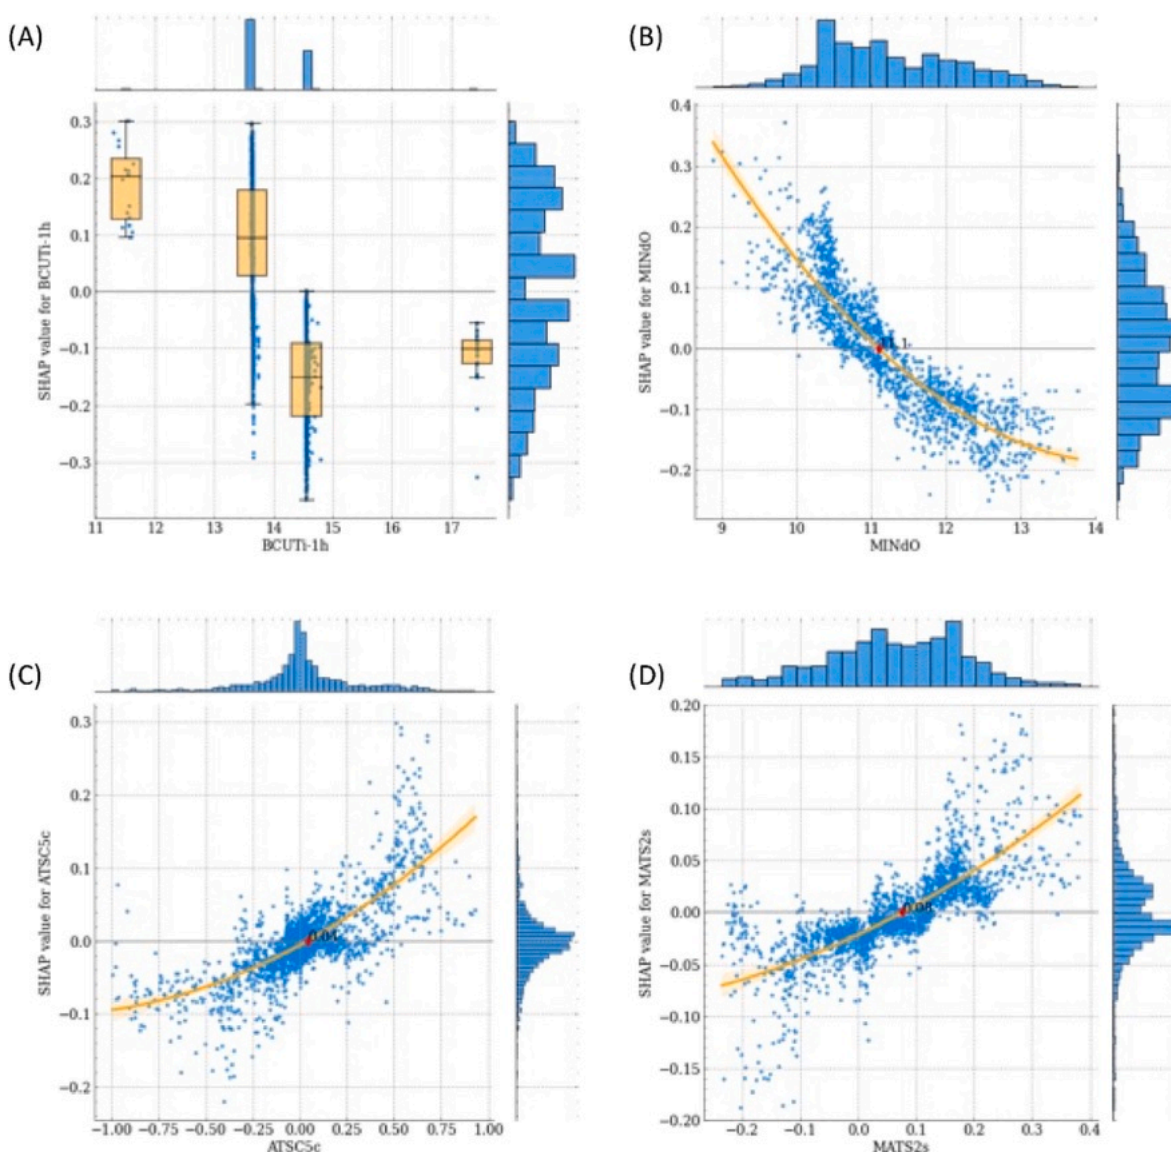 (A)
0.3
0.2
0.1
0.0
−0.1
−0.2
−0.3
SHAP value for BCUTi-1h
11 12 13 14 15 16 17
BCUTi-1h
(B)
0.4
0.3
0.2
0.1
0.0
−0.1
−0.2
SHAP value for MINdO
9 10 11 12 13 14
MINdO
(C)
0.3
0.2
0.1
0.0
−0.1
−0.2
SHAP value for ATSC5c
0.04
−1.00 −0.75 −0.50 −0.25 0.00 0.25 0.50 0.75 1.00
ATSC5c
(D)
0.20
0.15
0.10
0.05
0.00
−0.05
−0.10
−0.15
−0.20
SHAP value for MATS2s
0.08
−0.2 −0.1 0.0 0.1 0.2 0.3 0.4
MATS2s